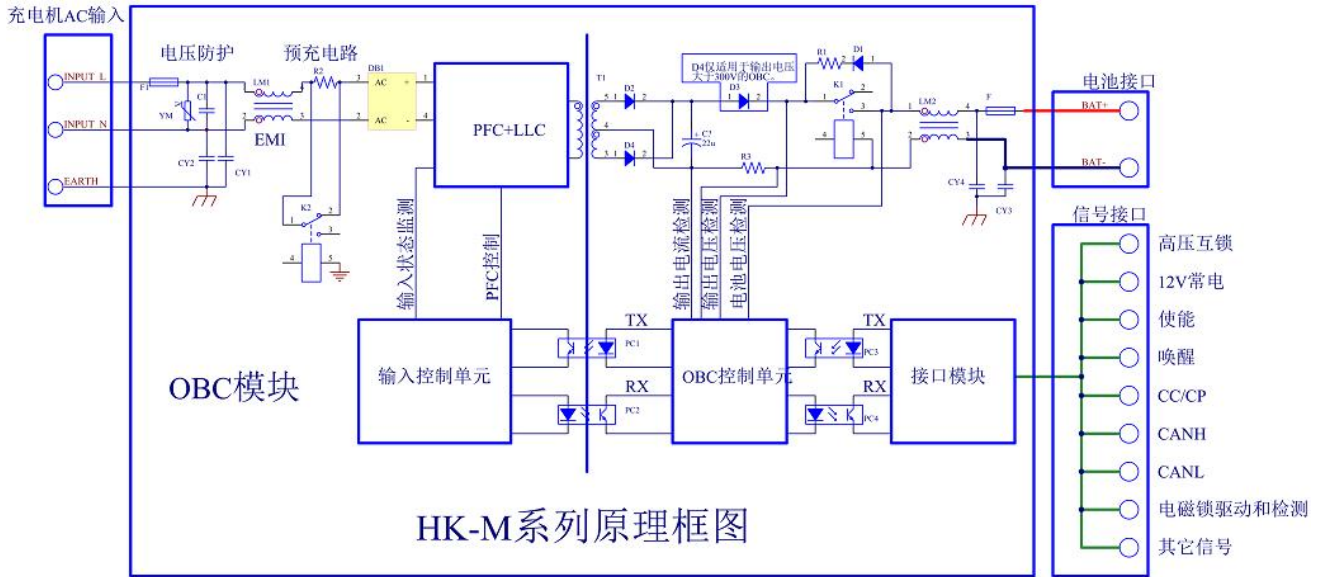 充电机AC输入
电压防护
预充电路
D4仅适用于输出电压
大于300V的OBC。
电池接口
INPUT L
F1
YM
C1
LM1
R2
DB1
AC
AC
PFC+LLC
T1
D2
D3
D4
C?
22u
R1
D1
K1
R3
LM2
F
BAT+
BAT-
INPUT N
EMI
CY2
CY1
EARTH
K2
CY4
CY3
输入状态监测
PFC控制
输出电流检测
输出电压检测
电池电压检测
信号接口
高压互锁
12V常电
使能
唤醒
CC/CP
CANH
CANL
电磁锁驱动和检测
其它信号
OBC模块
输入控制单元
TX
PC1
RX
PC2
OBC控制单元
TX
PC3
RX
PC4
接口模块
HK-M系列原理框图